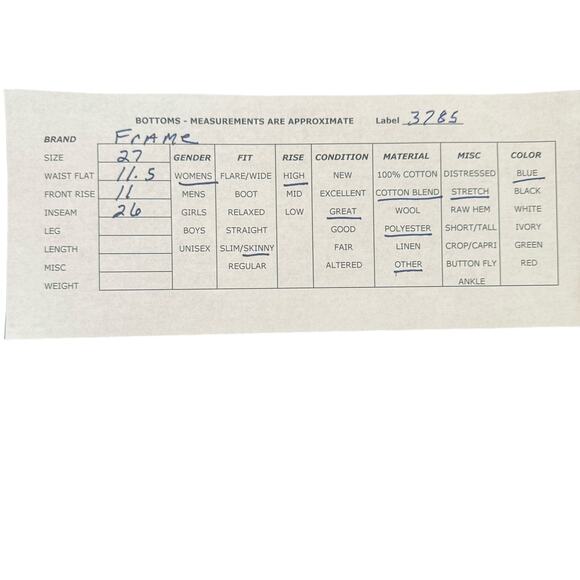 BOTTOMS - MEASUREMENTS ARE APPROXIMATE Label 3785
BRAND FrAME
SIZE 27 GENDER FIT RISE CONDITION MATERIAL MISC COLOR
WAIST FLAT 11.5 WOMENS FLARE/WIDE HIGH NEW 100% COTTON DISTRESSED BLUE
FRONT RISE 11 MENS BOOT MID EXCELLENT COTTON BLEND STRETCH BLACK
INSEAM 26 GIRLS RELAXED LOW GREAT WOOL RAW HEM WHITE
LEG BOYS STRAIGHT GOOD POLYESTER SHORT/TALL IVORY
LENGTH UNISEX SLIM/SKINNY FAIR LINEN CROP/CAPRI GREEN
MISC REGULAR ALTERED OTHER BUTTON FLY RED
WEIGHT ANKLE